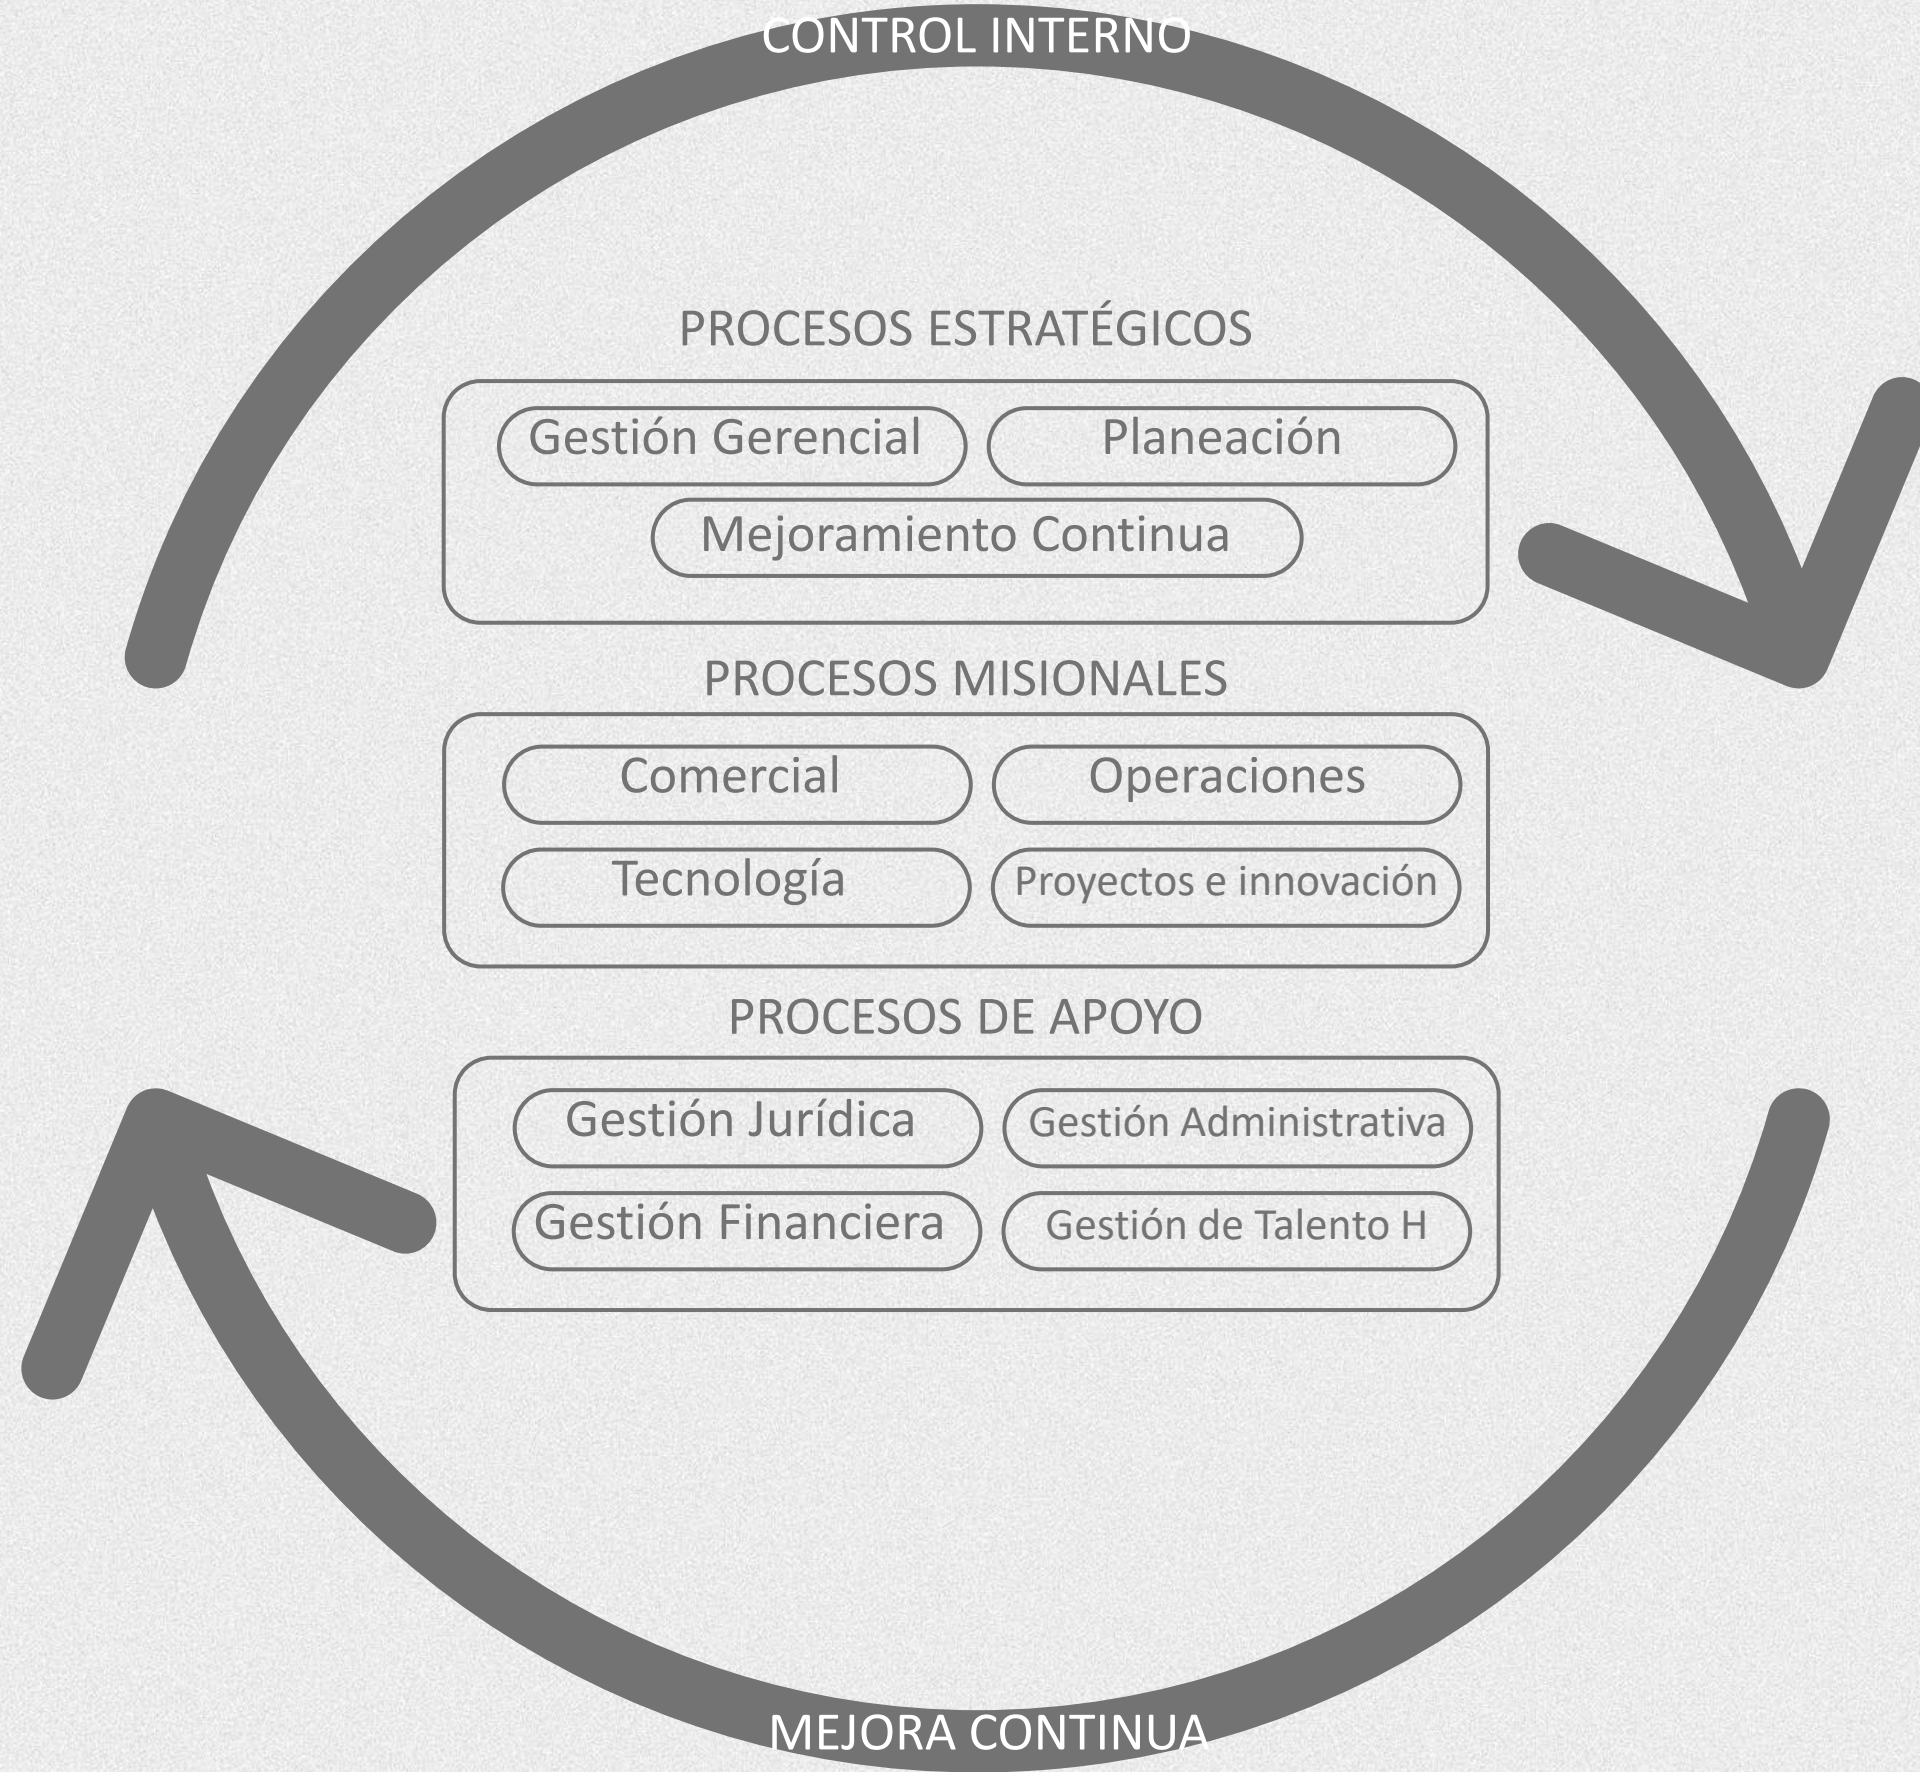 CONTROL INTERNO
PROCESOS ESTRATÉGICOS
Gestión Gerencial
Planeación
Mejoramiento Continua
PROCESOS MISIONALES
Comercial
Operaciones
Tecnología
Proyectos e innovación
PROCESOS DE APOYO
Gestión Jurídica
Gestión Administrativa
Gestión Financiera
Gestión de Talento H
MEJORA CONTINUA